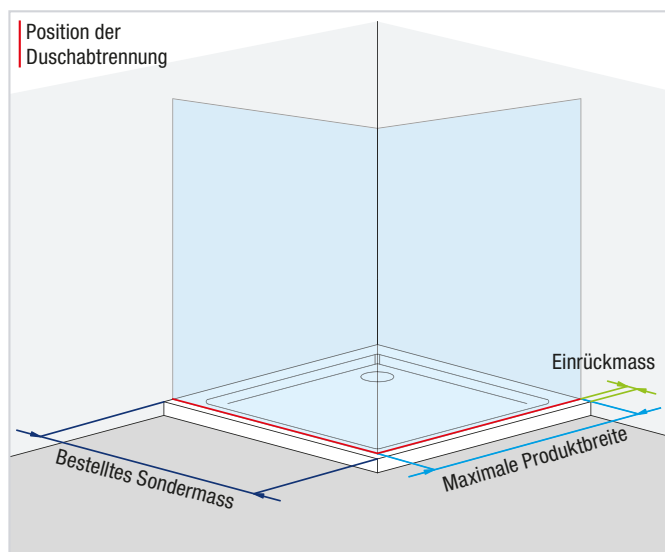 Position der
Duschabtrennung
Einrückmass
Maximale Produktbreite
Bestelltes Sondermass